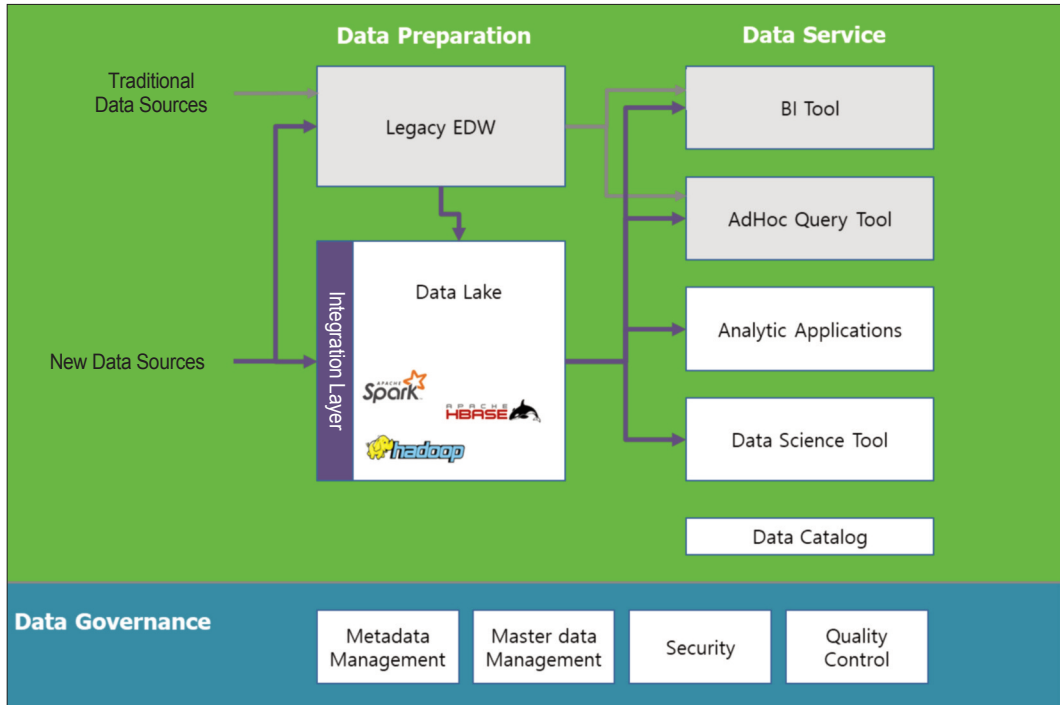 Data Preparation
Data Service
Traditional
Data Sources
Legacy EDW
BI Tool
AdHoc Query Tool
New Data Sources
Integration Layer
Data Lake
APACHE
Spark
APACHE
HBASE
hadoop
Analytic Applications
Data Science Tool
Data Catalog
Data Governance
Metadata
Management
Master data
Management
Security
Quality
Control